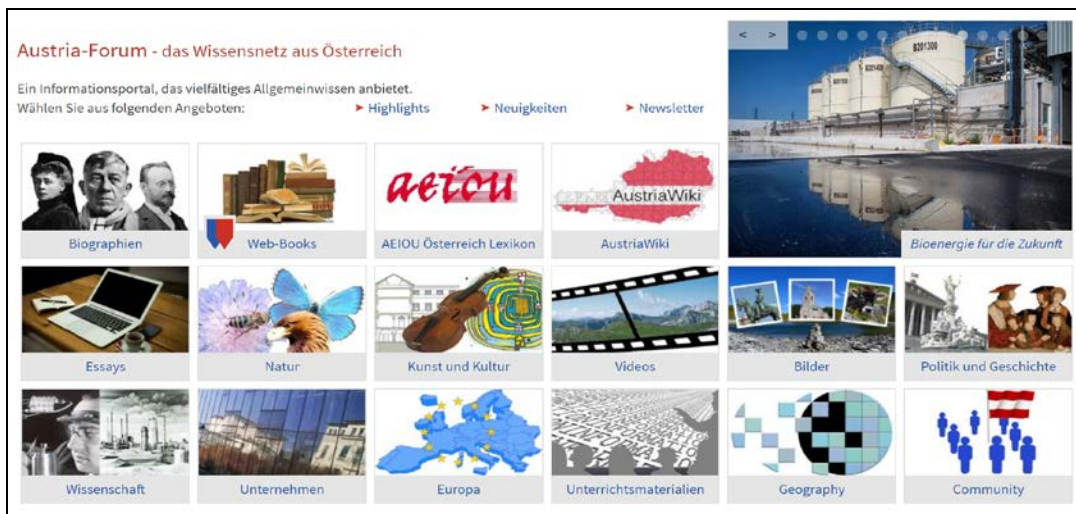 Austria-Forum - das Wissensnetz aus Österreich
Ein Informationsportal, das vielfältiges Allgemeinwissen anbietet.
Wählen Sie aus folgenden Angeboten:
➤ Highlights
➤ Neuigkeiten
➤ Newsletter
< >
B201300
Bioenergie für die Zukunft
aeiou
AustriaWiki
Biographien
Web-Books
AEIOU Österreich Lexikon
AustriaWiki
Essays
Natur
Kunst und Kultur
Videos
Bilder
Politik und Geschichte
Wissenschaft
Unternehmen
Europa
Unterrichtsmaterialien
Geography
Community